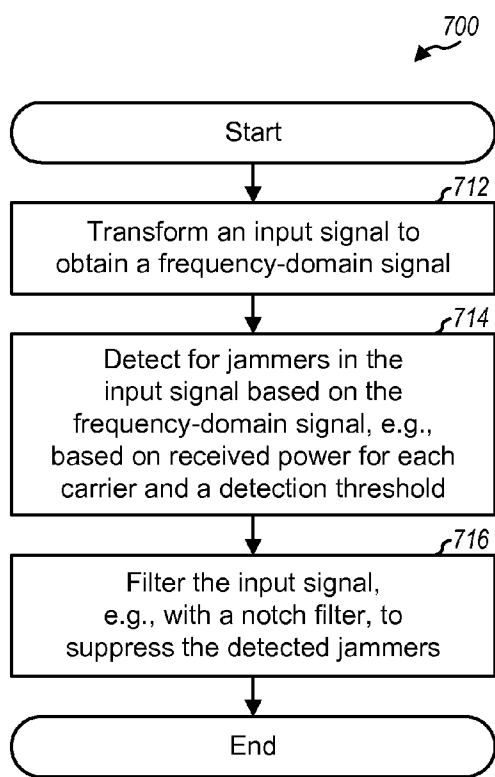 700
Start
712
Transform an input signal to
obtain a frequency-domain signal
714
Detect for jammers in the
input signal based on the
frequency-domain signal, e.g.,
based on received power for each
carrier and a detection threshold
716
Filter the input signal,
e.g., with a notch filter, to
suppress the detected jammers
End